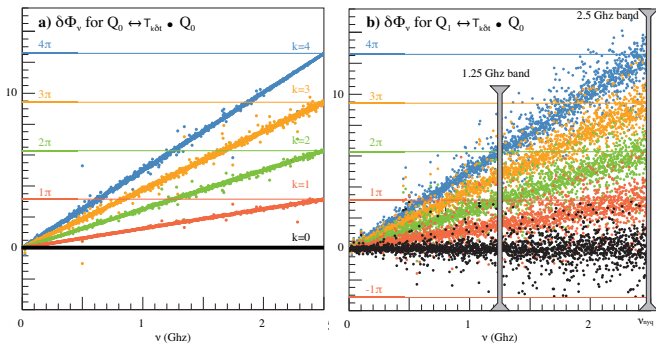 a) δΦν for Q0 ↔ Tkδt • Q0
4π
k=4
3π
k=3
2π
k=2
1π
k=1
k=0
10
0
0 1 2
ν (Ghz)
b) δΦν for Q1 ↔ Tkδt • Q0
2.5 Ghz band
4π
1.25 Ghz band
3π
2π
1π
-1π
10
0
0 1 2
νnyq
ν (Ghz)